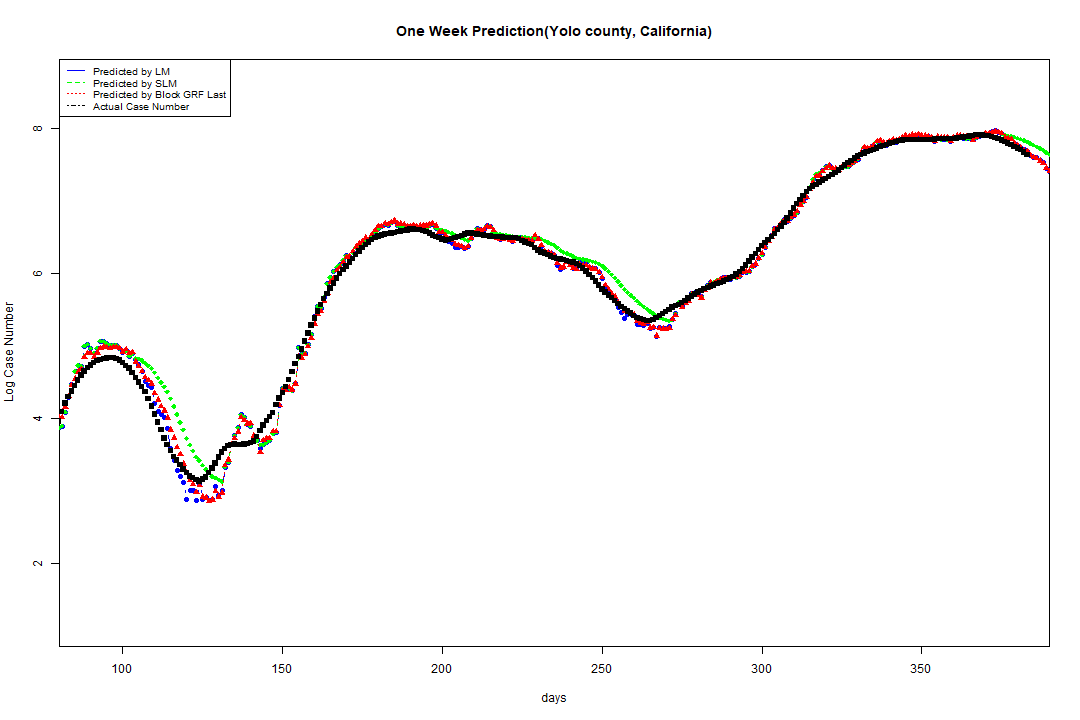 One Week Prediction(Yolo county, California)
Predicted by LM
Predicted by SLM
Predicted by Block GRF Last
Actual Case Number
8
6
4
2
Log Case Number
100 150 200 250 300 350
days